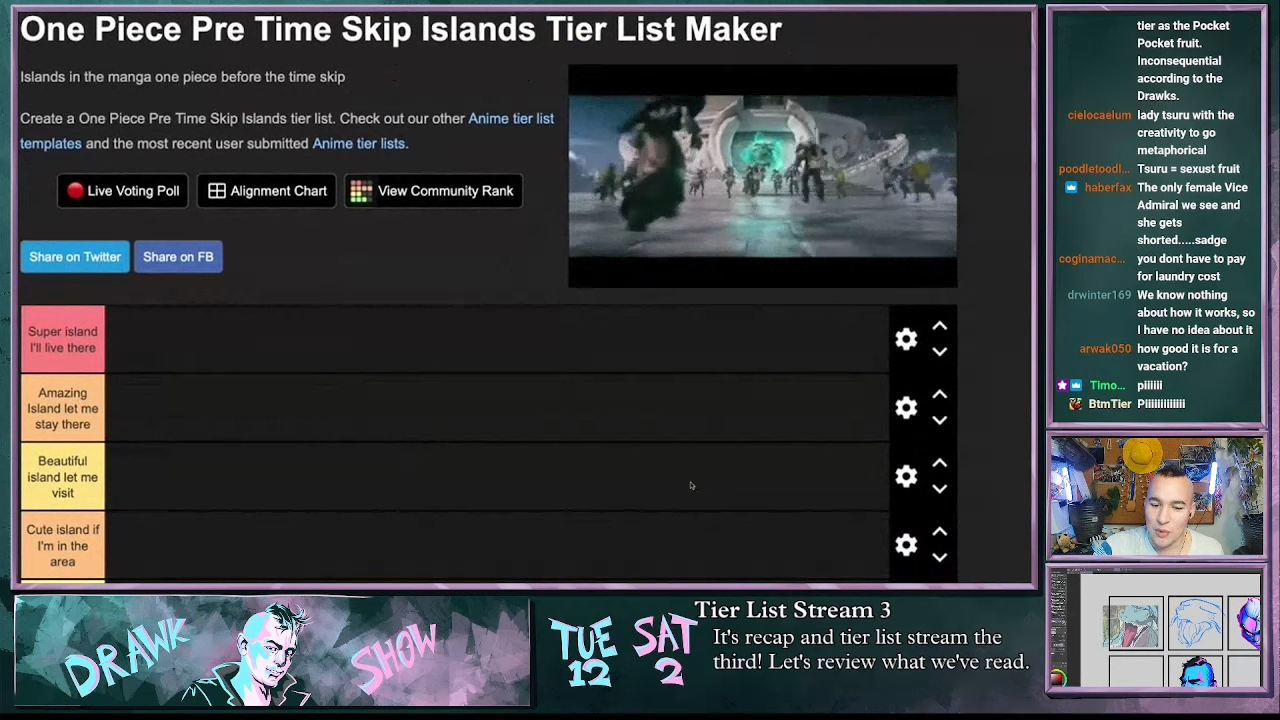 One Piece Pre Time Skip Islands Tier List Maker
Islands in the manga one piece before the time skip
Create a One Piece Pre Time Skip Islands tier list. Check out our other Anime tier list
templates and the most recent user submitted Anime tier lists.
Live Voting Poll
Alignment Chart
View Community Rank
Share on Twitter
Share on FB
Super island
I'll live there
Amazing
Island let me
stay there
Beautiful
island let me
visit
Cute island if
I'm in the
area
tier as the Pocket
Pocket fruit.
Inconsequential
according to the
Drawks.
cielocaelum lady tsuru with the
creativity to go
metaphorical
poodletoodl... Tsuru = sexust fruit
haberfax The only female Vice
Admiral we see and
she gets
shorted.....sadge
coginamac... you dont have to pay
for laundry cost
drwinter169 We know nothing
about how it works, so
I have no idea about it
arwak050 how good it is for a
vacation?
Timo... piiiiii
BtmTier Piiiiiiiiiiiii
DRAWK
SHOW
TUE
12
SAT
2
Tier List Stream 3
It's recap and tier list stream the
third! Let's review what we've read.